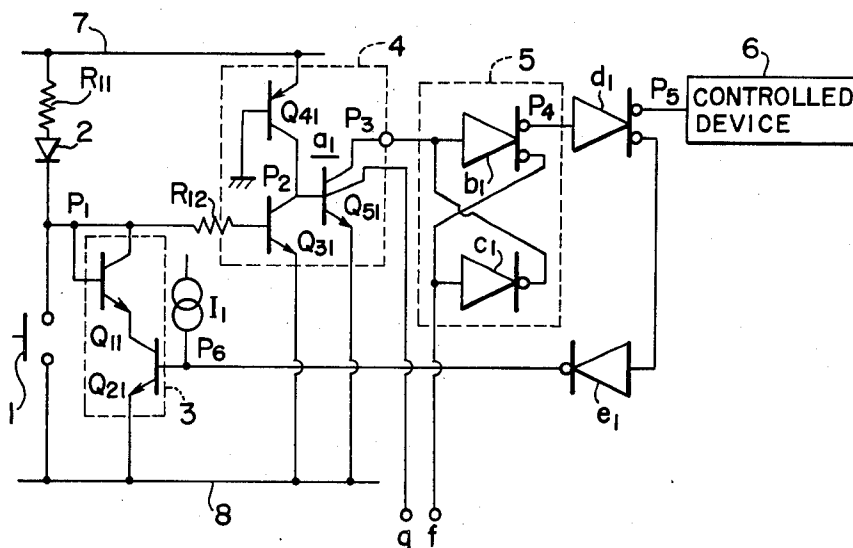 7
4
5
6
R11
2
Q41
a1
P3
b1
P4
d1
P5
CONTROLLED
DEVICE
P1
R12
P2
Q31
Q51
c1
I1
Q11
P6
Q21
1
3
e1
8
g f